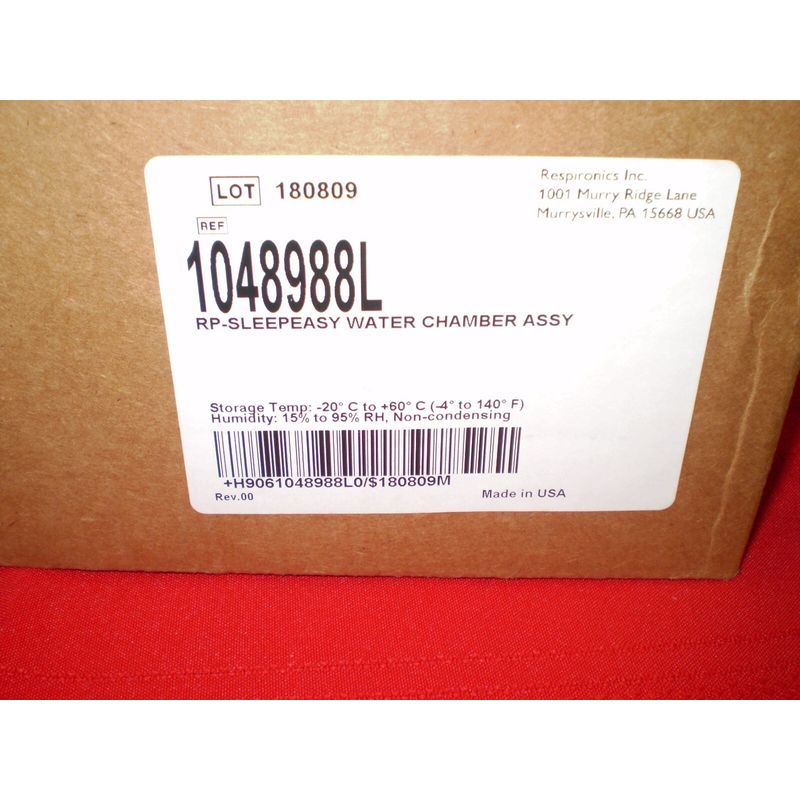 LOT 180809
Respironics Inc.
1001 Murry Ridge Lane
Murrysville, PA 15668 USA
REF
1048988L
RP-SLEEPEASY WATER CHAMBER ASSY
Storage Temp: -20° C to +60° C (-4° to 140° F)
Humidity: 15% to 95% RH, Non-condensing
+H9061048988L0/$180809M
Rev.00
Made in USA